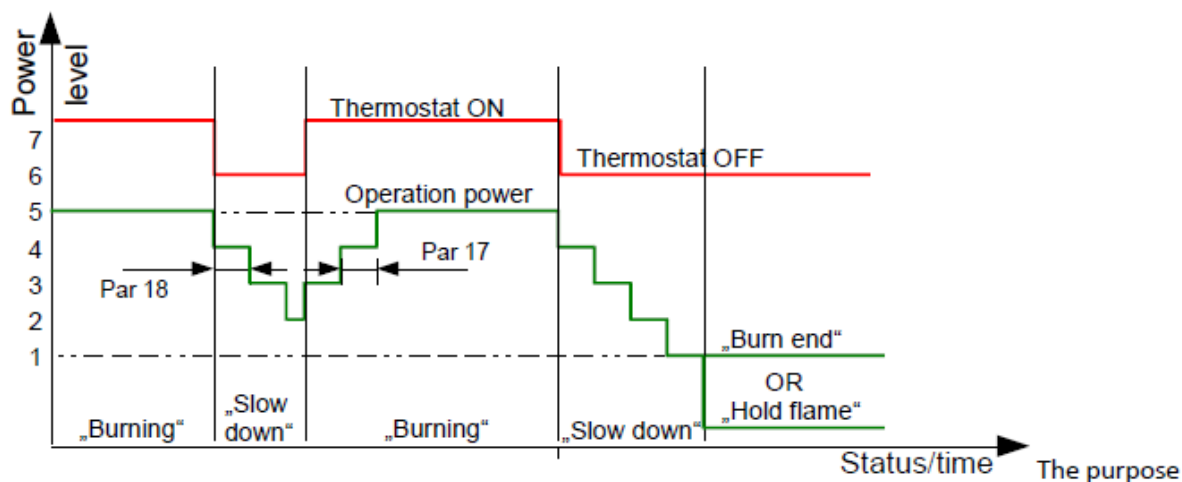 Power
level
7
6
5
4
3
2
1
Thermostat ON
Thermostat OFF
Operation power
Par 18
Par 17
„Burn end“
OR
„Hold flame“
„Burning“
„Slow
down“
„Burning“
„Slow down“
Status/time
The purpose